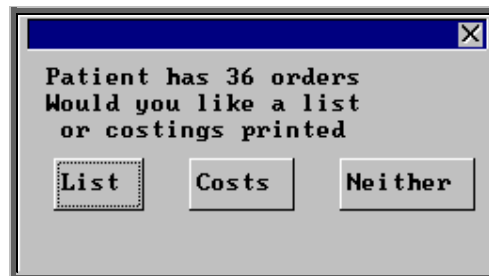 Patient has 36 orders
Would you like a list
or costings printed
List Costs Neither